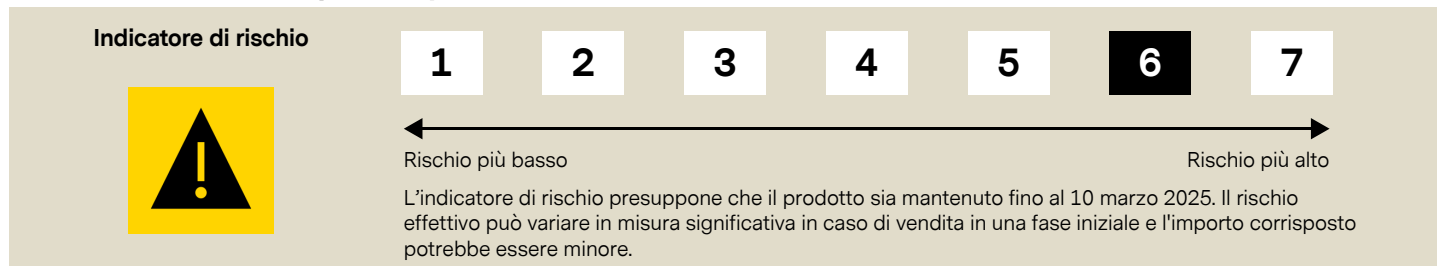 Indicatore di rischio
1 2 3 4 5 6 7
Rischio più basso Rischio più alto
L'indicatore di rischio presuppone che il prodotto sia mantenuto fino al 10 marzo 2025. Il rischio
effettivo può variare in misura significativa in caso di vendita in una fase iniziale e l'importo corrisposto
potrebbe essere minore.